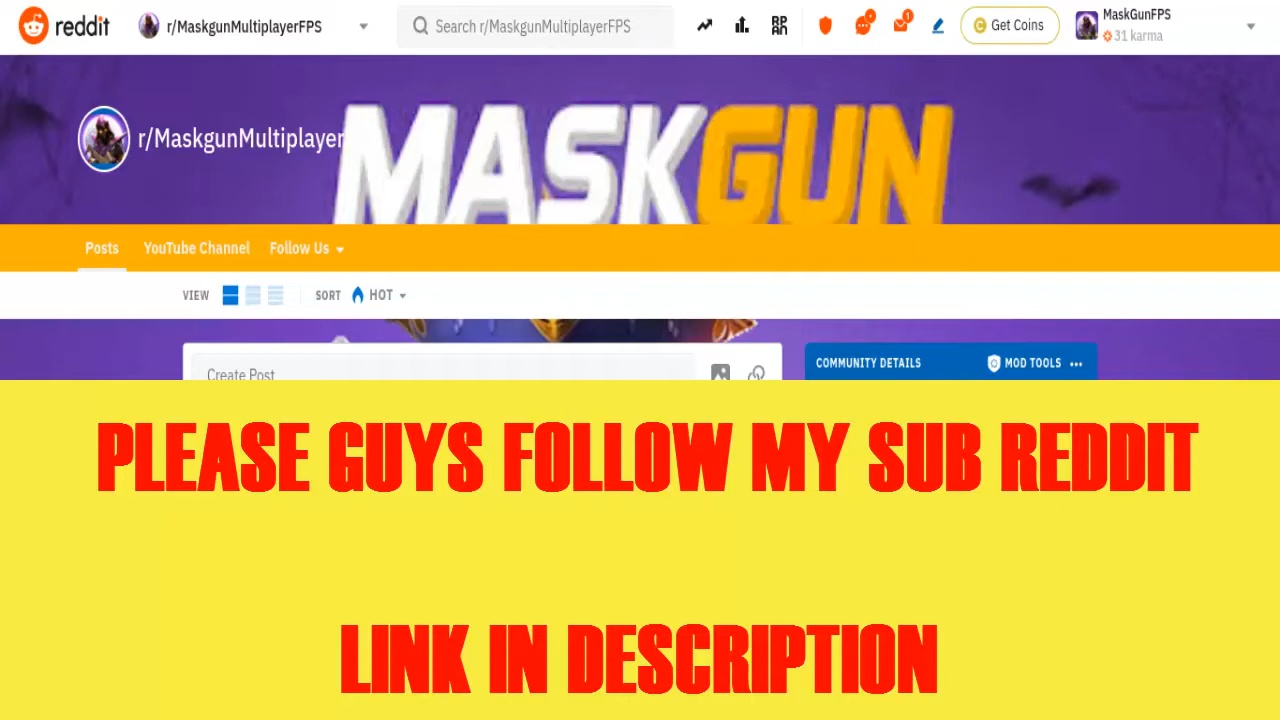 reddit r/MaskgunMultiplayerFPS Search r/MaskgunMultiplayerFPS Get Coins MaskGunFPS
31 karma
MASKGUN
r/MaskgunMultiplayer
Posts YouTube Channel Follow Us
VIEW SORT HOT
COMMUNITY DETAILS MOD TOOLS
Create Post
PLEASE GUYS FOLLOW MY SUB REDDIT
LINK IN DESCRIPTION